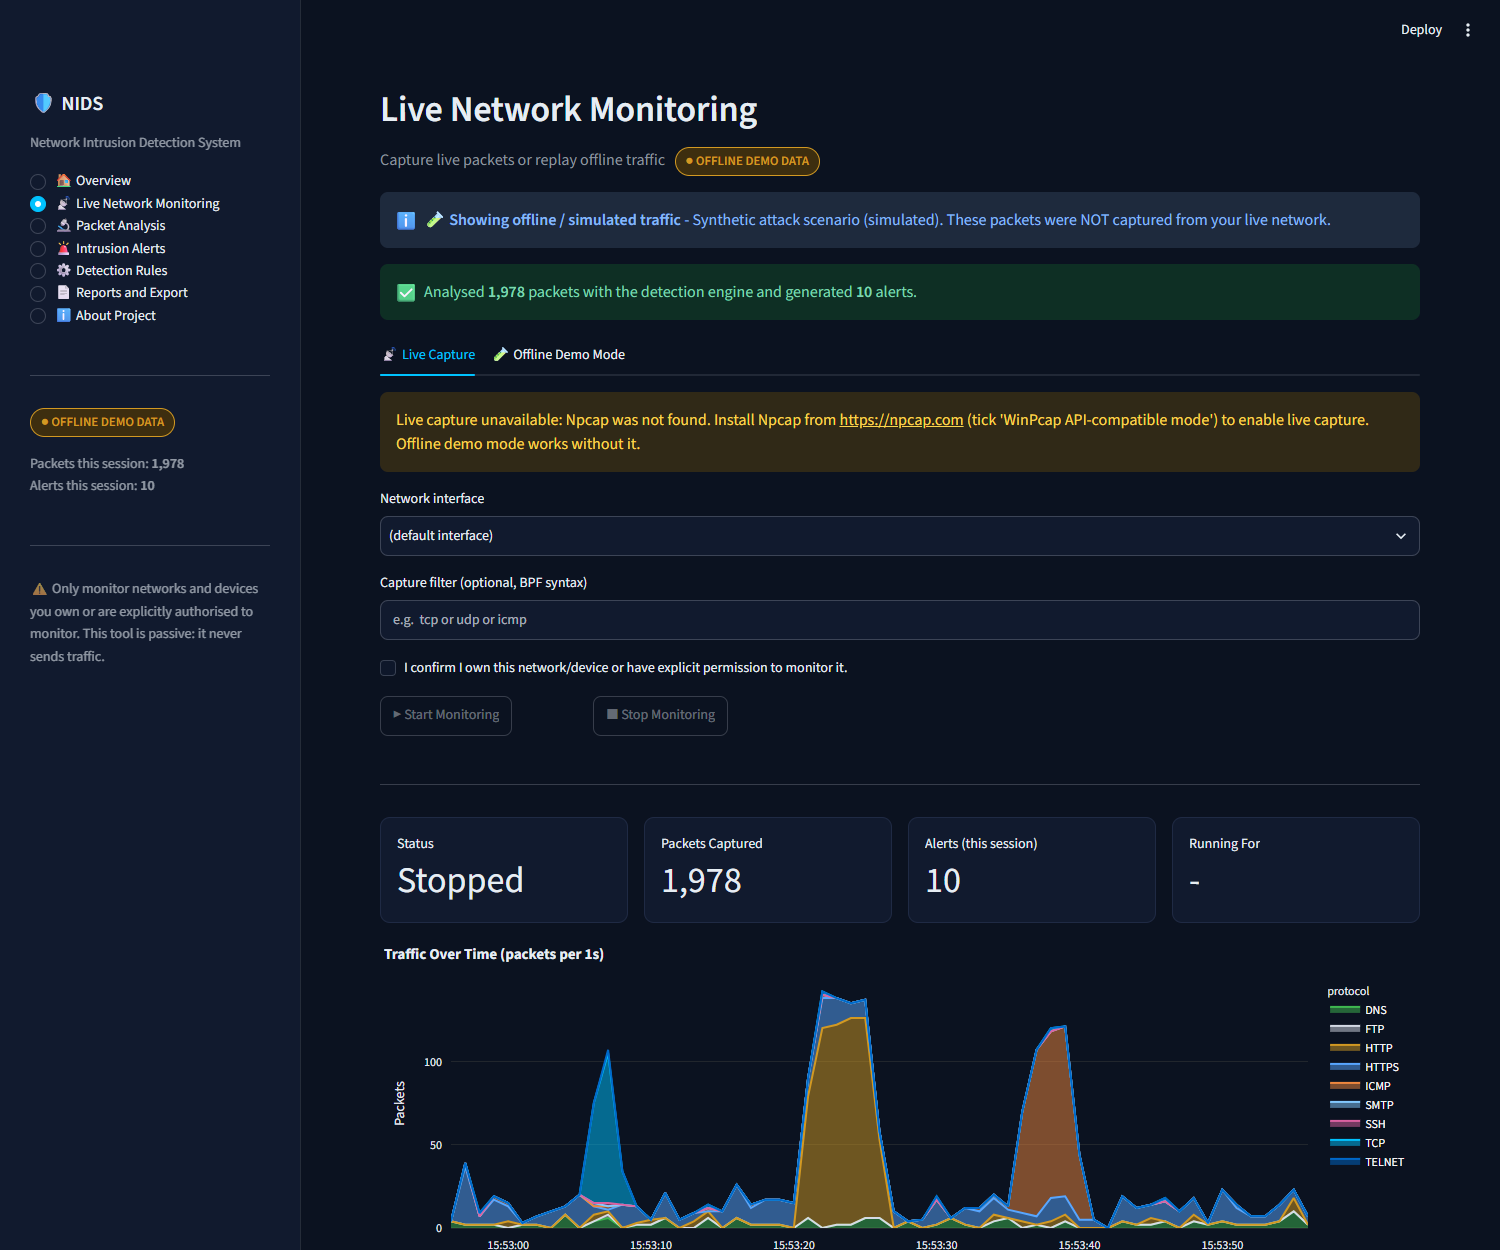 Deploy
NIDS
Network Intrusion Detection System
Overview
Live Network Monitoring
Packet Analysis
Intrusion Alerts
Detection Rules
Reports and Export
About Project
OFFLINE DEMO DATA
Packets this session: 1,978
Alerts this session: 10
Only monitor networks and devices
you own or are explicitly authorised to
monitor. This tool is passive: it never
sends traffic.
Live Network Monitoring
Capture live packets or replay offline traffic
OFFLINE DEMO DATA
Showing offline / simulated traffic - Synthetic attack scenario (simulated). These packets were NOT captured from your live network.
Analysed 1,978 packets with the detection engine and generated 10 alerts.
Live Capture
Offline Demo Mode
Live capture unavailable: Npcap was not found. Install Npcap from https://npcap.com (tick 'WinPcap API-compatible mode') to enable live capture.
Offline demo mode works without it.
Network interface
(default interface)
Capture filter (optional, BPF syntax)
e.g. tcp or udp or icmp
I confirm I own this network/device or have explicit permission to monitor it.
Start Monitoring
Stop Monitoring
Status
Stopped
Packets Captured
1,978
Alerts (this session)
10
Running For
-
Traffic Over Time (packets per 1s)
protocol
DNS
FTP
HTTP
HTTPS
ICMP
SMTP
SSH
TCP
TELNET
Packets
100
50
0
15:53:00
15:53:10
15:53:20
15:53:30
15:53:40
15:53:50